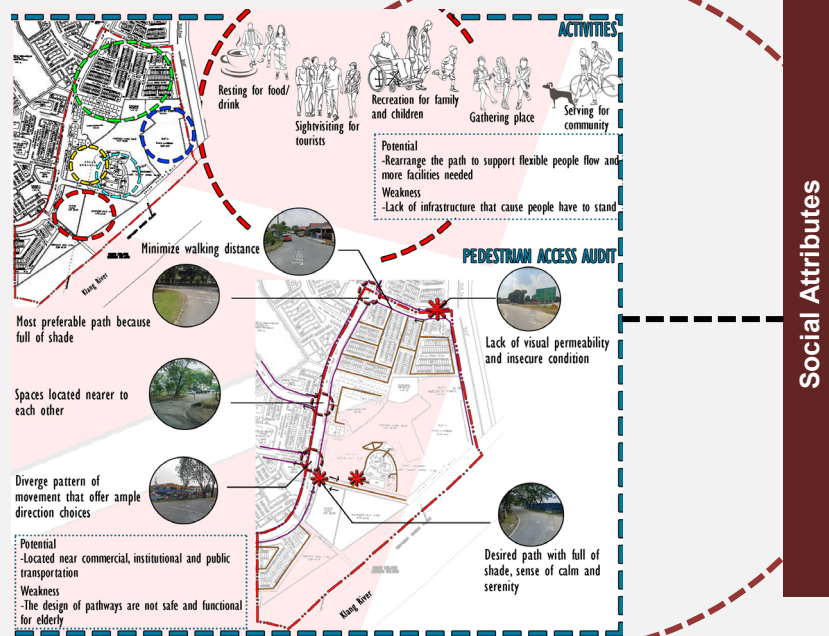 ACTIVITIES
Resting for food/
drink
Sightvisiting for
tourists
Recreation for family
and children
Gathering place
Serving for
community
Potential
-Rearrange the path to support flexible people flow and
more facilities needed
Weakness
-Lack of infrastructure that cause people have to stand
Klang River
PEDESTRIAN ACCESS AUDIT
Minimize walking distance
Most preferable path because
full of shade
Lack of visual permeability
and insecure condition
Spaces located nearer to
each other
Diverge pattern of
movement that offer ample
direction choices
Desired path with full of
shade, sense of calm and
serenity
Klang River
Potential
-Located near commercial, institutional and public
transportation
Weakness
-The design of pathways are not safe and functional
for elderly
Social Attributes